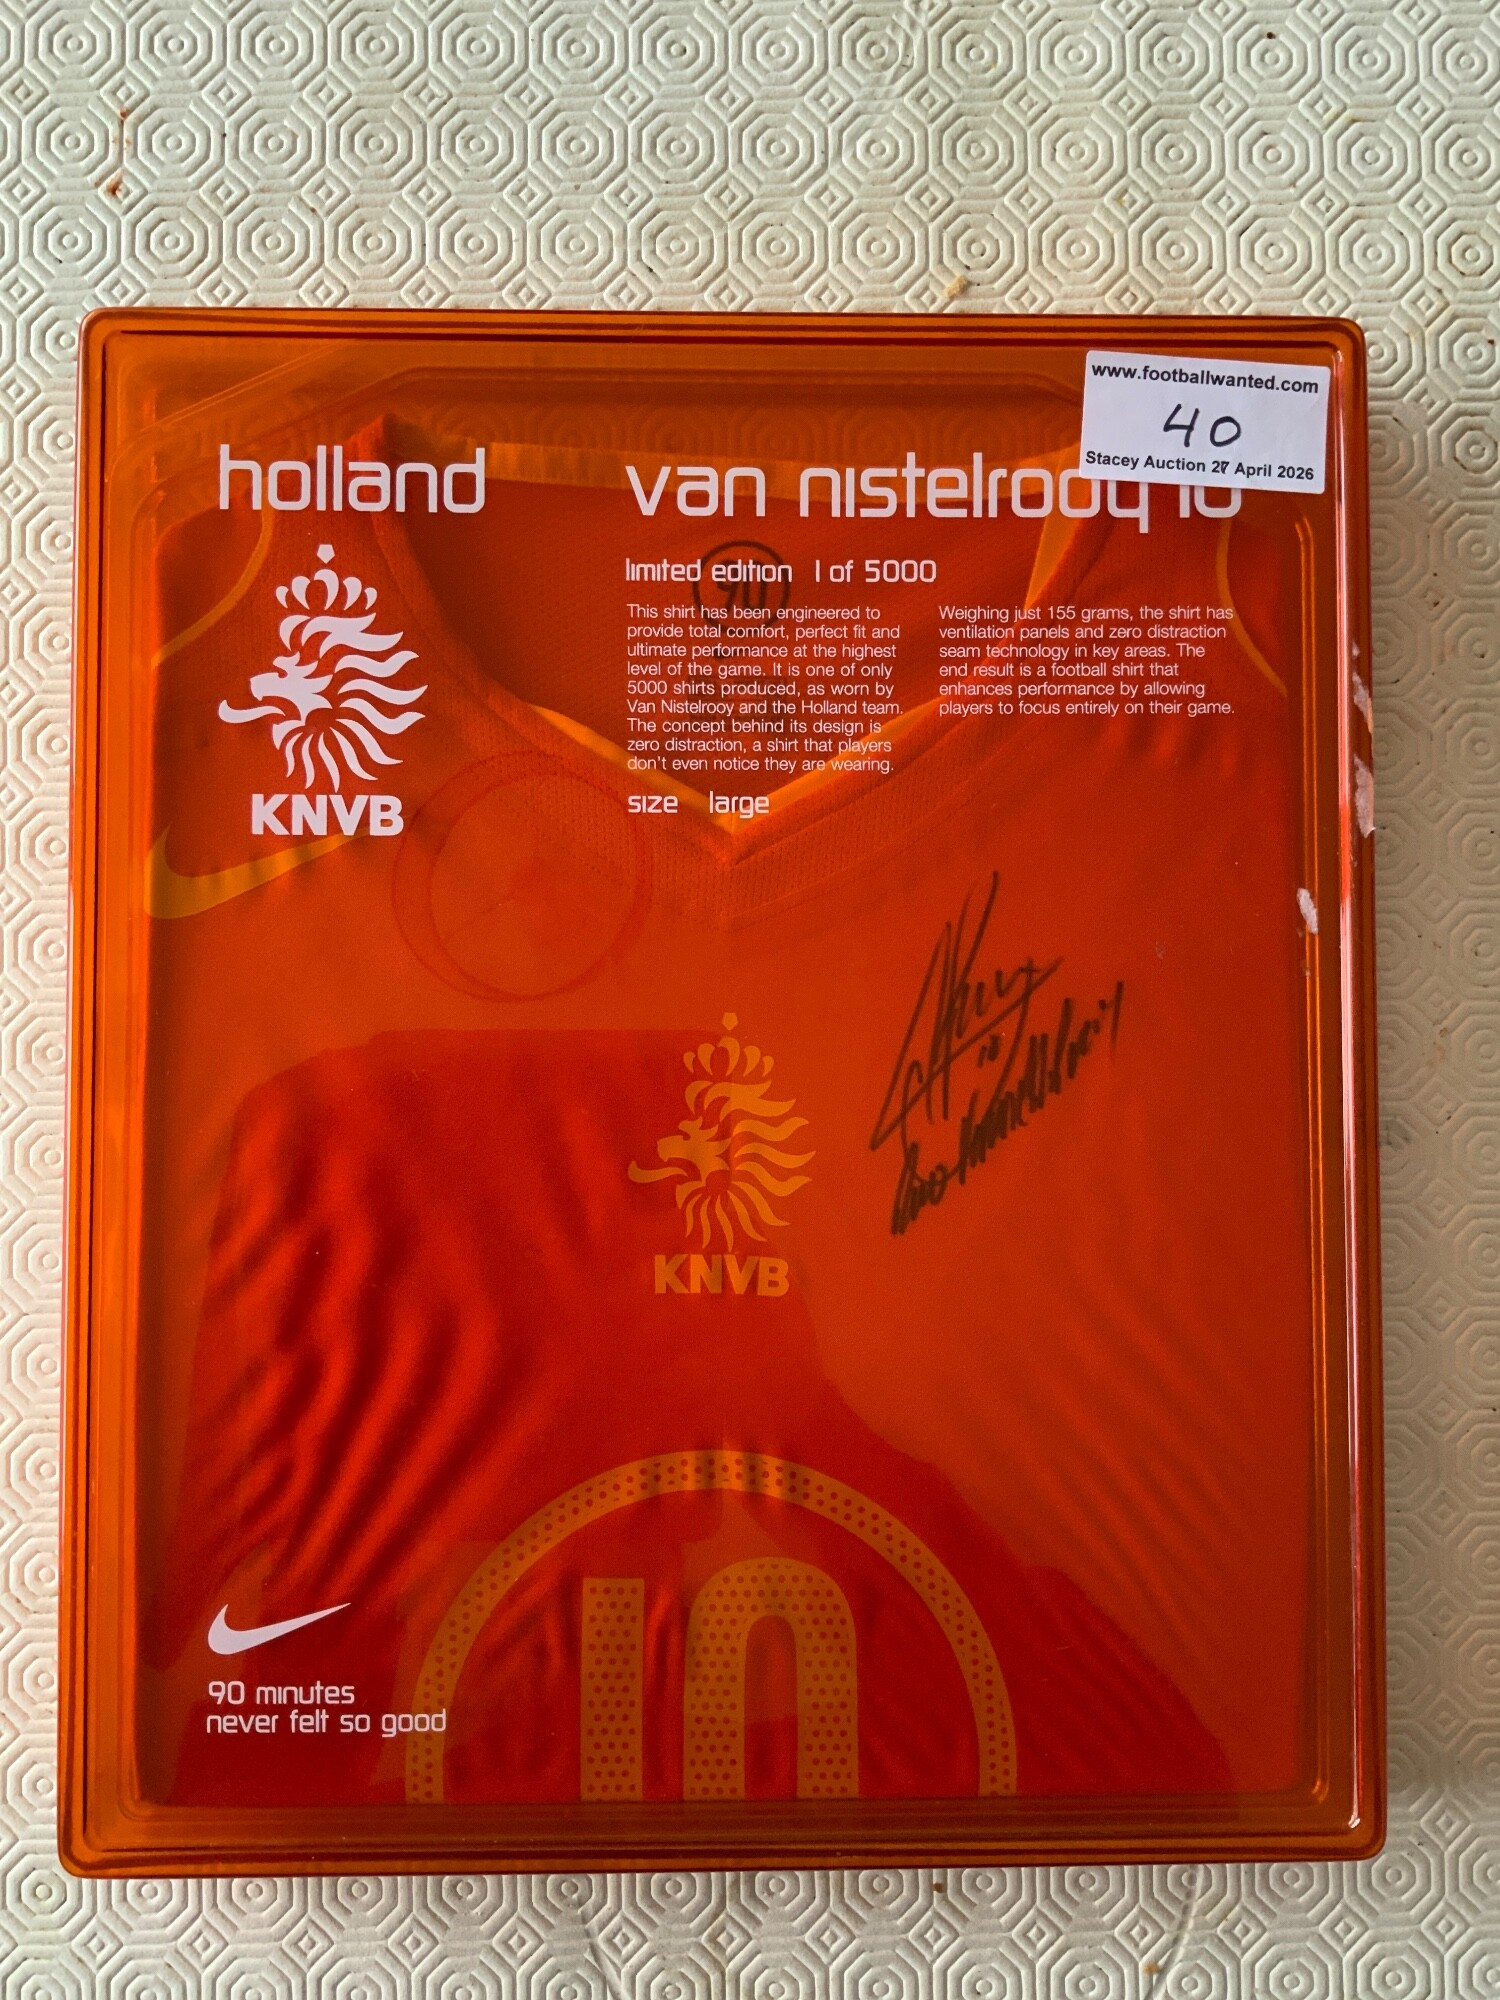 www.footballwanted.com
40
Stacey Auction 27 April 2026
holland
van nistelrooy 10
limited edition 1 of 5000
This shirt has been engineered to
provide total comfort, perfect fit and
ultimate performance at the highest
level of the game. It is one of only
5000 shirts produced, as worn by
Van Nistelrooy and the Holland team.
The concept behind its design is
zero distraction, a shirt that players
don't even notice they are wearing.
Weighing just 155 grams, the shirt has
ventilation panels and zero distraction
seam technology in key areas. The
end result is a football shirt that
enhances performance by allowing
players to focus entirely on their game.
size large
90
KNVB
10
KNVB
10
90 minutes
never felt so good